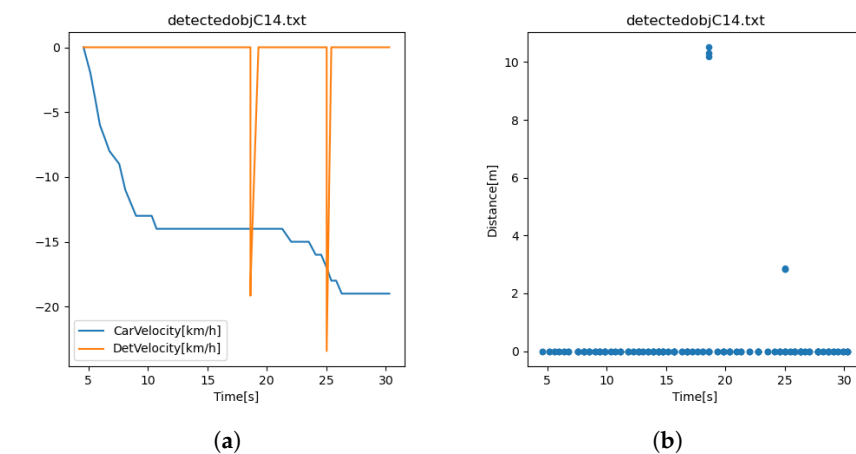 detectedobjC14.txt
0
−5
−10
−15
−20
CarVelocity[km/h]
DetVelocity[km/h]
5 10 15 20 25 30
Time[s]
(a)
detectedobjC14.txt
Distance[m]
10
8
6
4
2
0
5 10 15 20 25 30
Time[s]
(b)